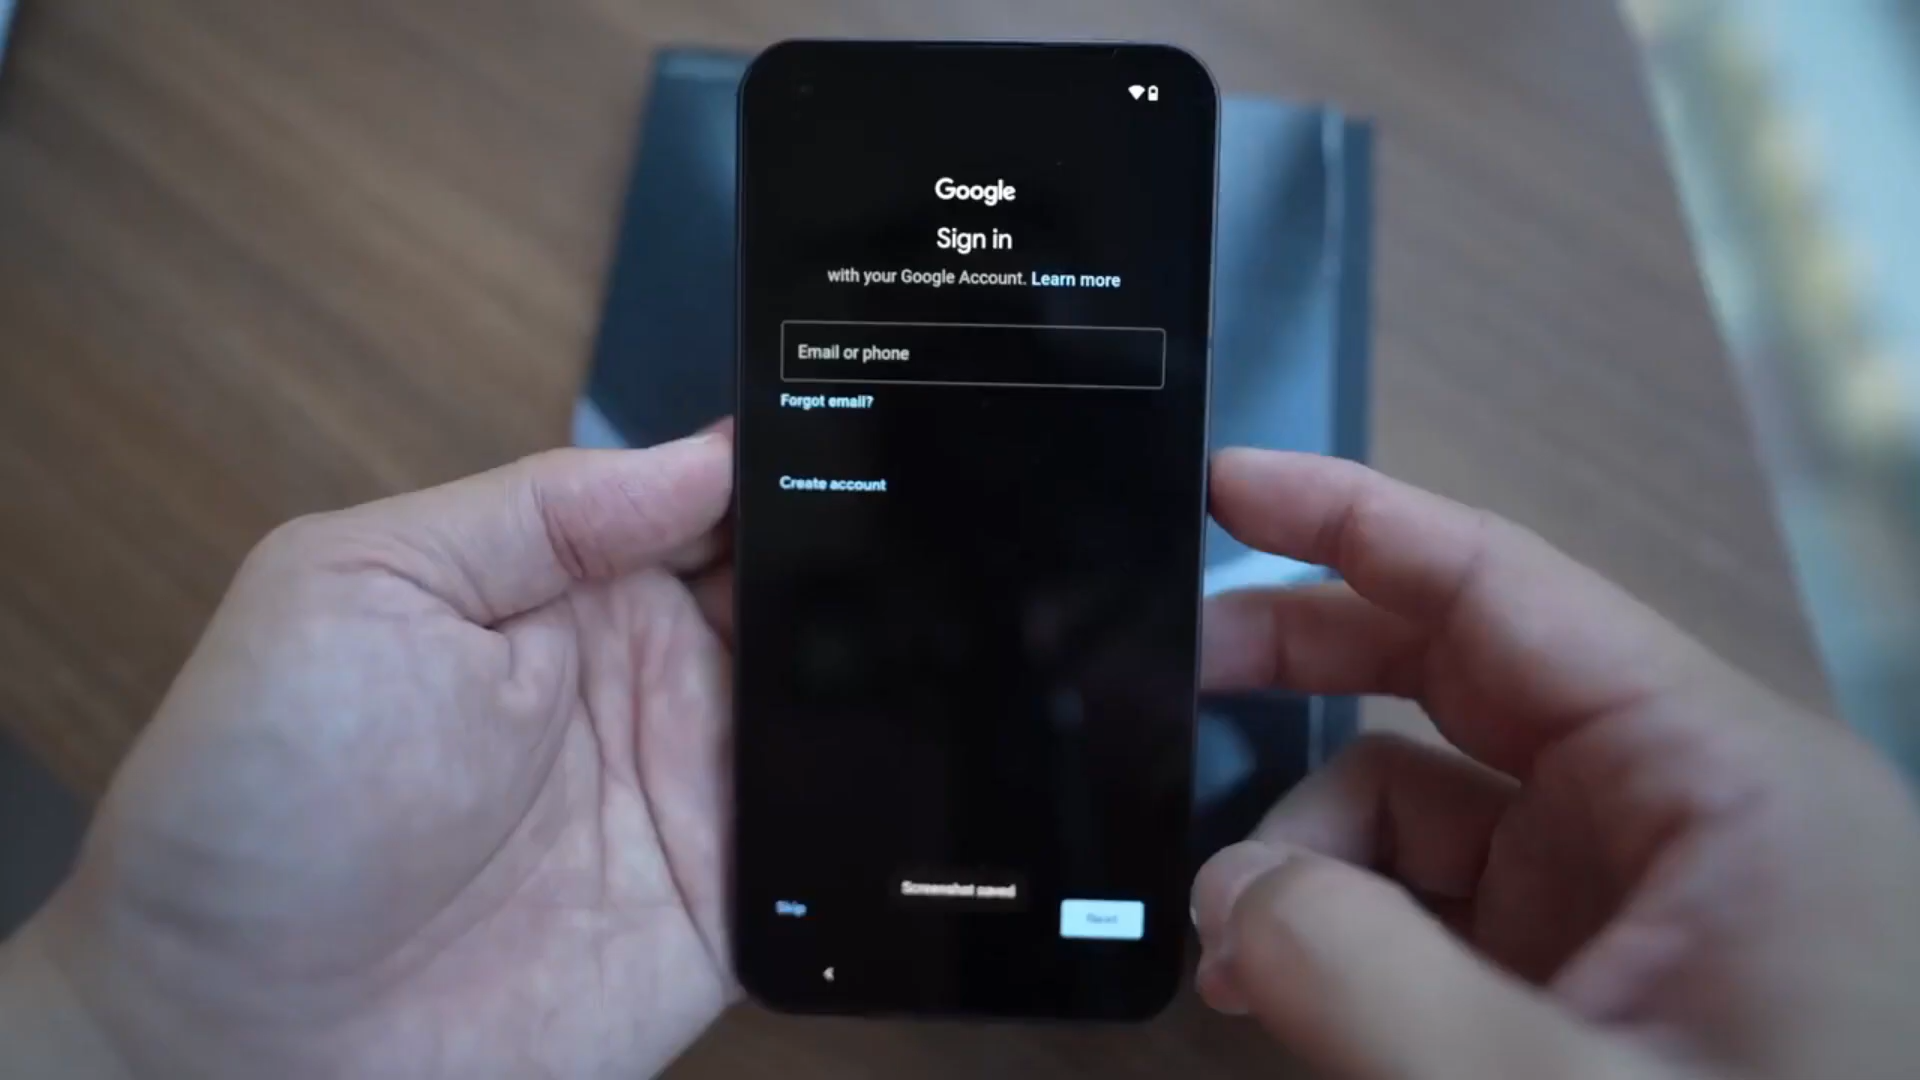 Google
Sign in
with your Google Account. Learn more
Email or phone
Forgot email?
Create account
Screenshot saved
Skip
Next